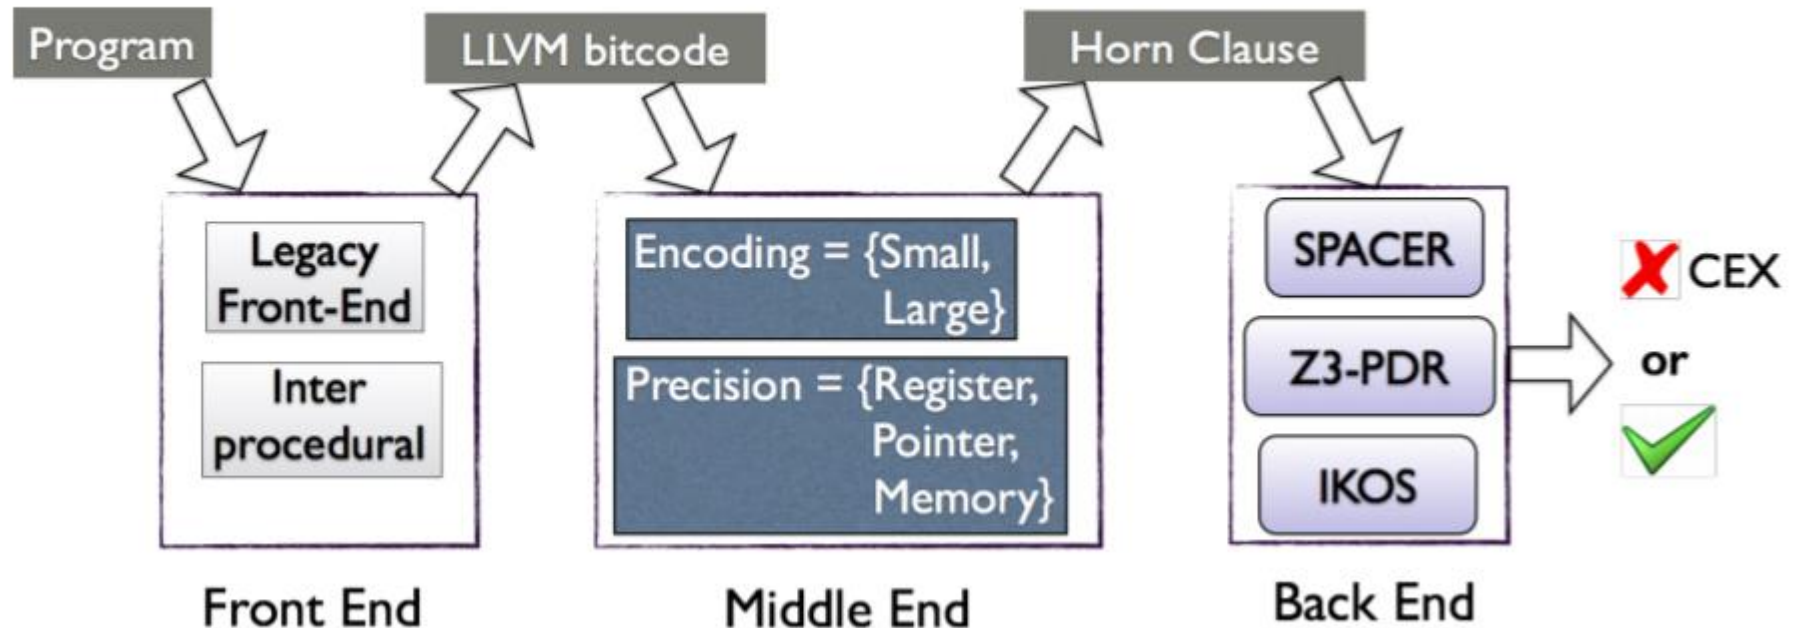 Program
LLVM bitcode
Horn Clause
Legacy
Front-End
Inter
procedural
Encoding = {Small,
Large}
Precision = {Register,
Pointer,
Memory}
SPACER
Z3-PDR
IKOS
CEX
or
Front End
Middle End
Back End